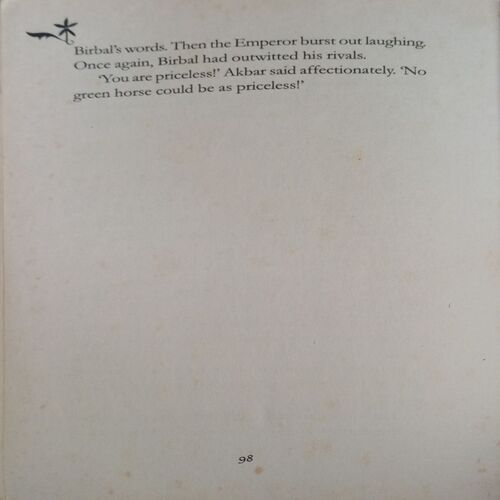 Birbal's words. Then the Emperor burst out laughing.
Once again, Birbal had outwitted his rivals.
'You are priceless!' Akbar said affectionately. 'No
green horse could be as priceless!'
98